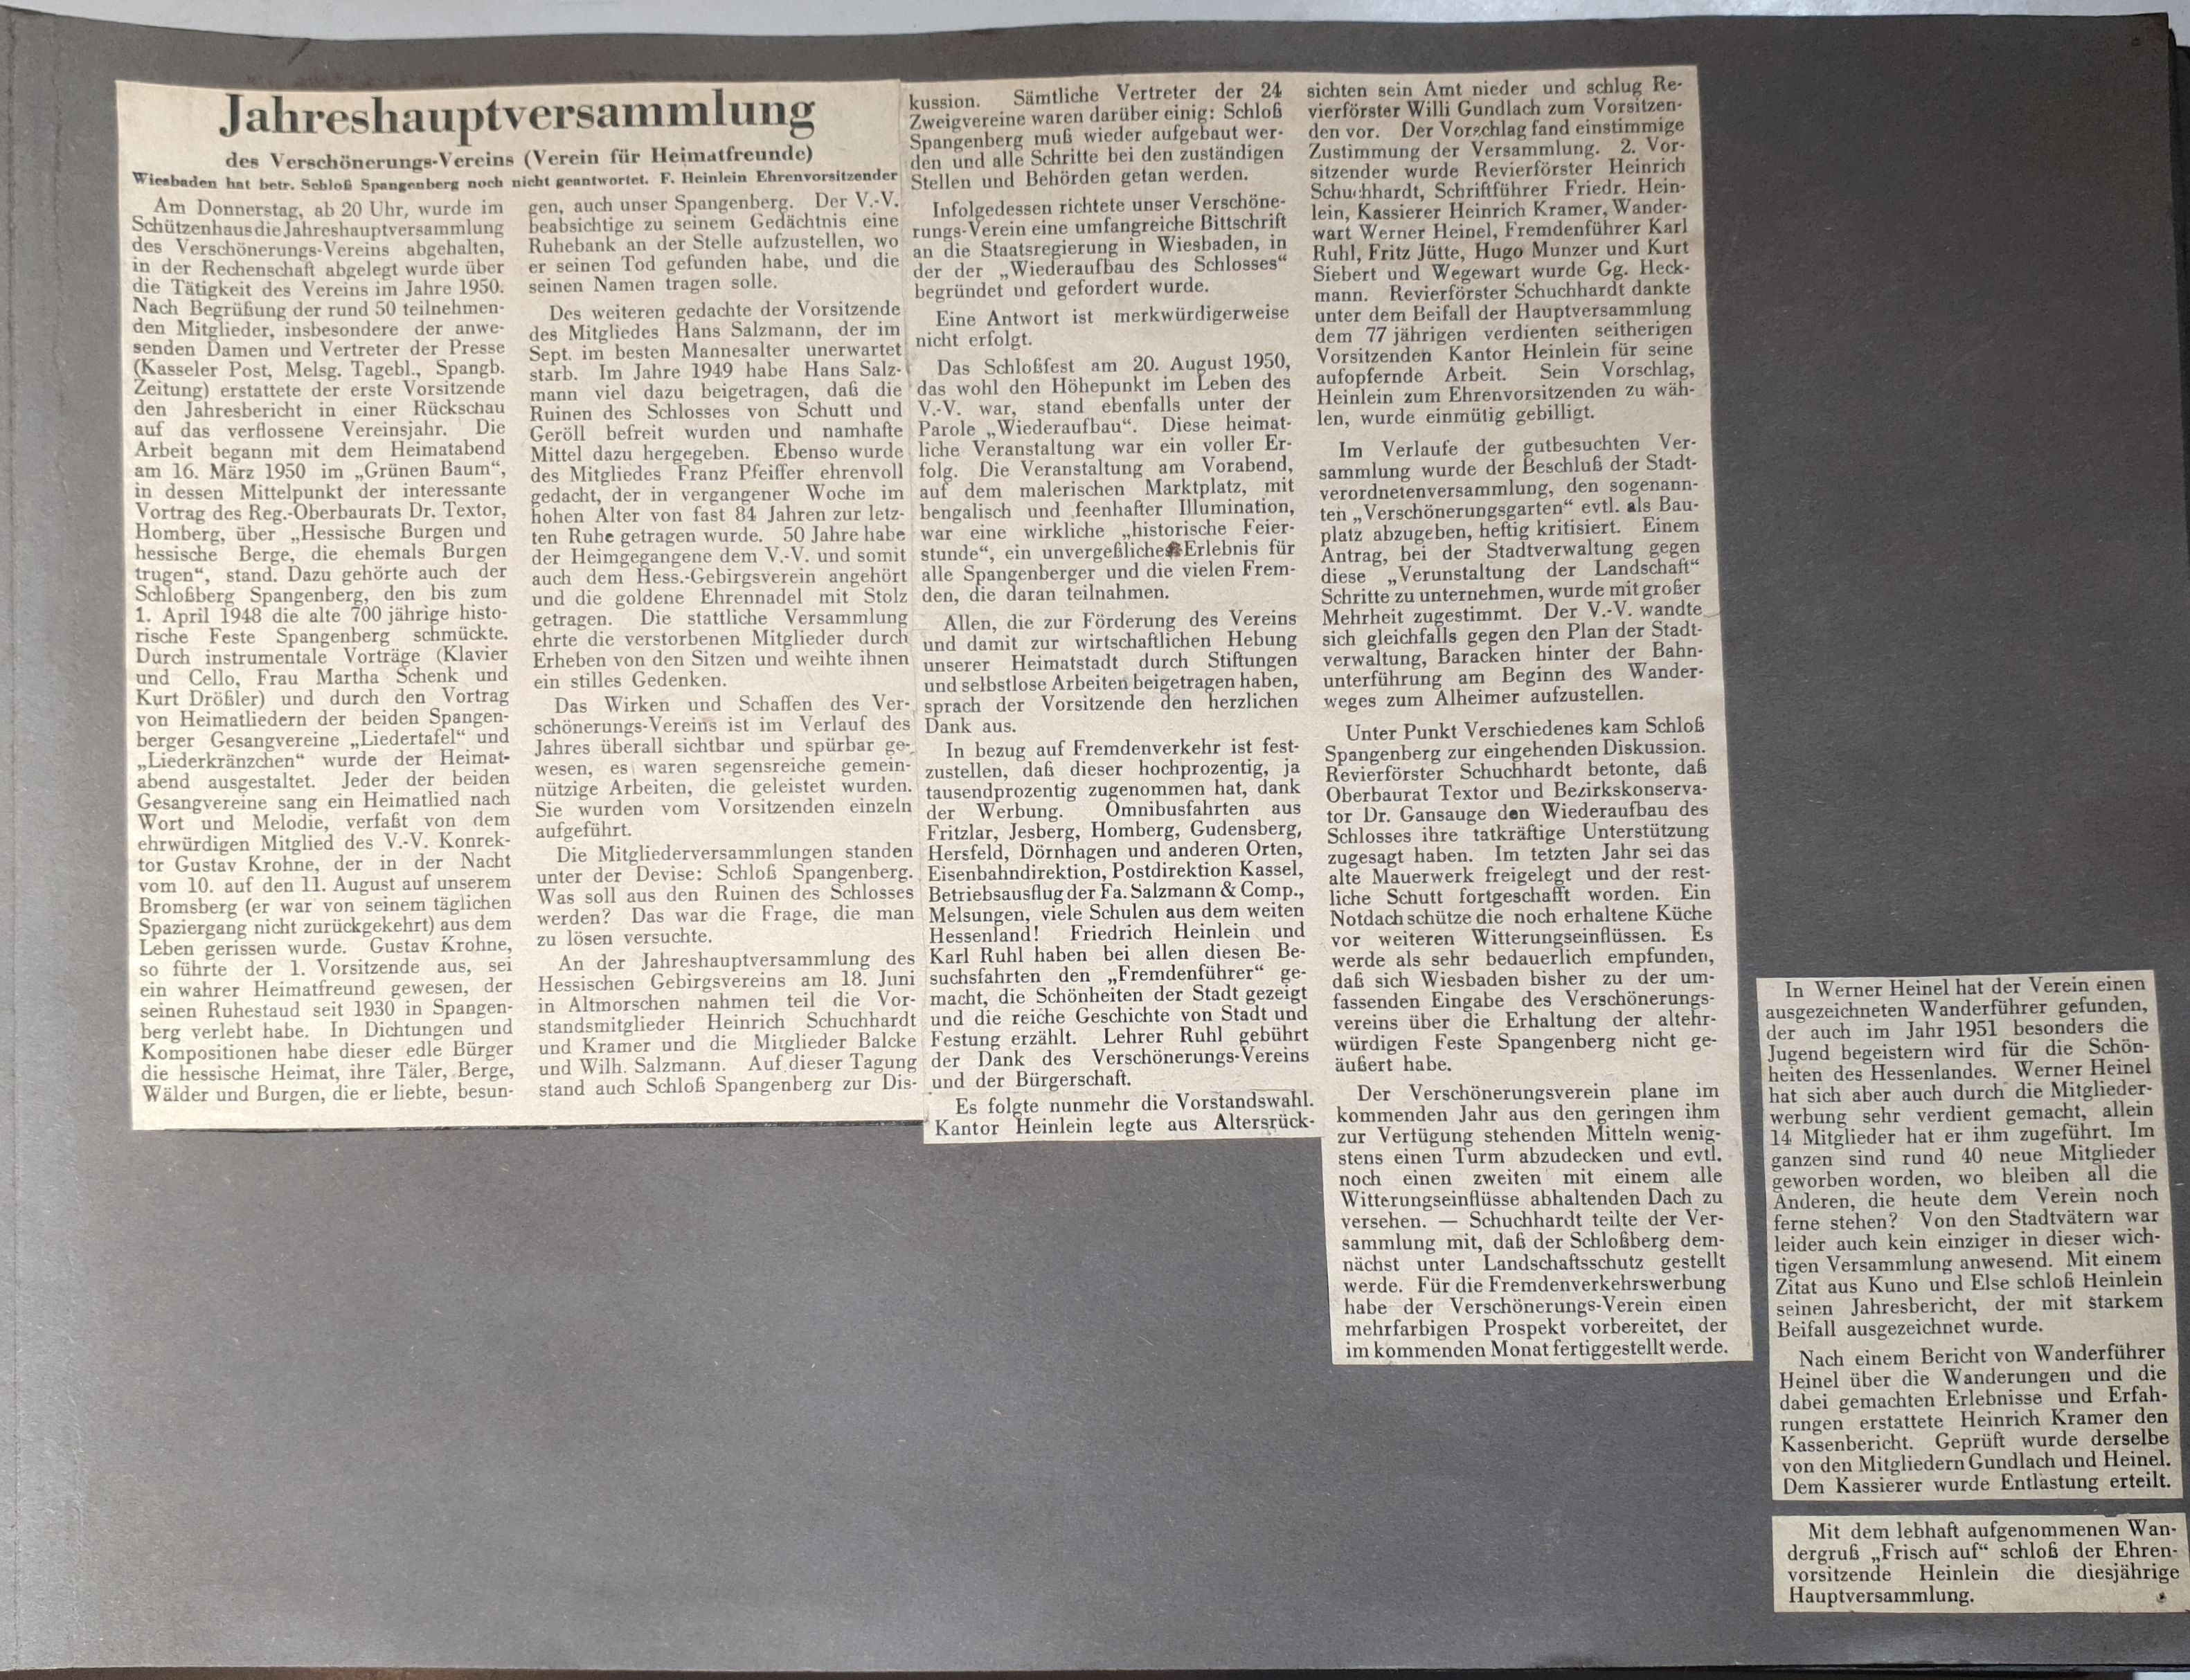 Jahreshauptversammlung
des Verschönerungs-Vereins (Verein für Heimatfreunde)
Wiesbaden hat betr. Schloß Spangenberg noch nicht geantwortet. F. Heinlein Ehrenvorsitzender
Am Donnerstag, ab 20 Uhr, wurde im
Schützenhaus die Jahreshauptversammlung
des Verschönerungs-Vereins abgehalten,
in der Rechenschaft abgelegt wurde über
die Tätigkeit des Vereins im Jahre 1950.
Nach Begrüßung der rund 50 teilnehmen-
den Mitglieder, insbesondere der anwe-
senden Damen und Vertreter der Presse
(Kasseler Post, Melsg. Tagebl., Spangb.
Zeitung) erstattete der erste Vorsitzende
den Jahresbericht in einer Rückschau
auf das verflossene Vereinsjahr. Die
Arbeit begann mit dem Heimatabend
am 16. März 1950 im „Grünen Baum“,
in dessen Mittelpunkt der interessante
Vortrag des Reg.-Oberbaurats Dr. Textor,
Homberg, über „Hessische Burgen und
hessische Berge, die ehemals Burgen
trugen“, stand. Dazu gehörte auch der
Schloßberg Spangenberg, den bis zum
1. April 1948 die alte 700 jährige histo-
rische Feste Spangenberg schmückte.
Durch instrumentale Vorträge (Klavier
und Cello, Frau Martha Schenk und
Kurt Drößler) und durch den Vortrag
von Heimatliedern der beiden Spangen-
berger Gesangvereine „Liedertafel“ und
„Liederkränzchen“ wurde der Heimat-
abend ausgestaltet. Jeder der beiden
Gesangvereine sang ein Heimatlied nach
Wort und Melodie, verfaßt von dem
ehrwürdigen Mitglied des V.-V. Konrek-
tor Gustav Krohne, der in der Nacht
vom 10. auf den 11. August auf unserem
Bromsberg (er war von seinem täglichen
Spaziergang nicht zurückgekehrt) aus dem
Leben gerissen wurde. Gustav Krohne,
so führte der 1. Vorsitzende aus, sei
ein wahrer Heimatfreund gewesen, der
seinen Ruhestaud seit 1930 in Spangen-
berg verlebt habe. In Dichtungen und
Kompositionen habe dieser edle Bürger
die hessische Heimat, ihre Täler, Berge,
Wälder und Burgen, die er liebte, besun-
gen, auch unser Spangenberg. Der V.-V.
beabsichtige zu seinem Gedächtnis eine
Ruhebank an der Stelle aufzustellen, wo
er seinen Tod gefunden habe, und die
seinen Namen tragen solle.
Des weiteren gedachte der Vorsitzende
des Mitgliedes Hans Salzmann, der im
Sept. im besten Mannesalter unerwartet
starb. Im Jahre 1949 habe Hans Salz-
mann viel dazu beigetragen, daß die
Ruinen des Schlosses von Schutt und
Geröll befreit wurden und namhafte
Mittel dazu hergegeben. Ebenso wurde
des Mitgliedes Franz Pfeiffer ehrenvoll
gedacht, der in vergangener Woche im
hohen Alter von fast 84 Jahren zur letz-
ten Ruhe getragen wurde. 50 Jahre habe
der Heimgegangene dem V.-V. und somit
auch dem Hess.-Gebirgsverein angehört
und die goldene Ehrennadel mit Stolz
getragen. Die stattliche Versammlung
ehrte die verstorbenen Mitglieder durch
Erheben von den Sitzen und weihte ihnen
ein stilles Gedenken.
Das Wirken und Schaffen des Ver-
schönerungs-Vereins ist im Verlauf des
Jahres überall sichtbar und spürbar ge-
wesen, es waren segensreiche gemein-
nützige Arbeiten, die geleistet wurden.
Sie wurden vom Vorsitzenden einzeln
aufgeführt.
Die Mitgliederversammlungen standen
unter der Devise: Schloß Spangenberg.
Was soll aus den Ruinen des Schlosses
werden? Das war die Frage, die man
zu lösen versuchte.
An der Jahreshauptversammlung des
Hessischen Gebirgsvereins am 18. Juni
in Altmorschen nahmen teil die Vor-
standsmitglieder Heinrich Schuchhardt
und Kramer und die Mitglieder Balcke
und Wilh. Salzmann. Auf dieser Tagung
stand auch Schloß Spangenberg zur Dis-
kussion. Sämtliche Vertreter der 24
Zweigvereine waren darüber einig: Schloß
Spangenberg muß wieder aufgebaut wer-
den und alle Schritte bei den zuständigen
Stellen und Behörden getan werden.
Infolgedessen richtete unser Verschöne-
rungs-Verein eine umfangreiche Bittschrift
an die Staatsregierung in Wiesbaden, in
der der „Wiederaufbau des Schlosses“
begründet und gefordert wurde.
Eine Antwort ist merkwürdigerweise
nicht erfolgt.
Das Schloßfest am 20. August 1950,
das wohl den Höhepunkt im Leben des
V.-V. war, stand ebenfalls unter der
Parole „Wiederaufbau“. Diese heimat-
liche Veranstaltung war ein voller Er-
folg. Die Veranstaltung am Vorabend,
auf dem malerischen Marktplatz, mit
bengalisch und feenhafter Illumination,
war eine wirkliche „historische Feier-
stunde“, ein unvergeßliches Erlebnis für
alle Spangenberger und die vielen Frem-
den, die daran teilnahmen.
Allen, die zur Förderung des Vereins
und damit zur wirtschaftlichen Hebung
unserer Heimatstadt durch Stiftungen
und selbstlose Arbeiten beigetragen haben,
sprach der Vorsitzende den herzlichen
Dank aus.
In bezug auf Fremdenverkehr ist fest-
zustellen, daß dieser hochprozentig, ja
tausendprozentig zugenommen hat, dank
der Werbung. Omnibusfahrten aus
Fritzlar, Jesberg, Homberg, Gudensberg,
Hersfeld, Dörnhagen und anderen Orten,
Eisenbahndirektion, Postdirektion Kassel,
Betriebsausflug der Fa. Salzmann & Comp.,
Melsungen, viele Schulen aus dem weiten
Hessenland! Friedrich Heinlein und
Karl Ruhl haben bei allen diesen Be-
suchsfahrten den „Fremdenführer“ ge-
macht, die Schönheiten der Stadt gezeigt
und die reiche Geschichte von Stadt und
Festung erzählt. Lehrer Ruhl gebührt
der Dank des Verschönerungs-Vereins
und der Bürgerschaft.
Es folgte nunmehr die Vorstandswahl.
Kantor Heinlein legte aus Altersrück-
sichten sein Amt nieder und schlug Re-
vierförster Willi Gundlach zum Vorsitzen-
den vor. Der Vorschlag fand einstimmige
Zustimmung der Versammlung. 2. Vor-
sitzender wurde Revierförster Heinrich
Schuchhardt, Schriftführer Friedr. Hein-
lein, Kassierer Heinrich Kramer, Wander-
wart Werner Heinel, Fremdenführer Karl
Ruhl, Fritz Jütte, Hugo Munzer und Kurt
Siebert und Wegewart wurde Gg. Heck-
mann. Revierförster Schuchhardt dankte
unter dem Beifall der Hauptversammlung
dem 77 jährigen verdienten seitherigen
Vorsitzenden Kantor Heinlein für seine
aufopfernde Arbeit. Sein Vorschlag,
Heinlein zum Ehrenvorsitzenden zu wäh-
len, wurde einmütig gebilligt.
Im Verlaufe der gutbesuchten Ver-
sammlung wurde der Beschluß der Stadt-
verordnetenversammlung, den sogenann-
ten „Verschönerungsgarten“ evtl. als Bau-
platz abzugeben, heftig kritisiert. Einem
Antrag, bei der Stadtverwaltung gegen
diese „Verunstaltung der Landschaft“
Schritte zu unternehmen, wurde mit großer
Mehrheit zugestimmt. Der V.-V. wandte
sich gleichfalls gegen den Plan der Stadt-
verwaltung, Baracken hinter der Bahn-
unterführung am Beginn des Wander-
weges zum Alheimer aufzustellen.
Unter Punkt Verschiedenes kam Schloß
Spangenberg zur eingehenden Diskussion.
Revierförster Schuchhardt betonte, daß
Oberbaurat Textor und Bezirkskonserva-
tor Dr. Gansauge den Wiederaufbau des
Schlosses ihre tatkräftige Unterstützung
zugesagt haben. Im tetzten Jahr sei das
alte Mauerwerk freigelegt und der rest-
liche Schutt fortgeschafft worden. Ein
Notdach schütze die noch erhaltene Küche
vor weiteren Witterungseinflüssen. Es
werde als sehr bedauerlich empfunden,
daß sich Wiesbaden bisher zu der um-
fassenden Eingabe des Verschönerungs-
vereins über die Erhaltung der altehr-
würdigen Feste Spangenberg nicht ge-
äußert habe.
Der Verschönerungsverein plane im
kommenden Jahr aus den geringen ihm
zur Vertügung stehenden Mitteln wenig-
stens einen Turm abzudecken und evtl.
noch einen zweiten mit einem alle
Witterungseinflüsse abhaltenden Dach zu
versehen. — Schuchhardt teilte der Ver-
sammlung mit, daß der Schloßberg dem-
nächst unter Landschaftsschutz gestellt
werde. Für die Fremdenverkehrswerbung
habe der Verschönerungs-Verein einen
mehrfarbigen Prospekt vorbereitet, der
im kommenden Monat fertiggestellt werde.
In Werner Heinel hat der Verein einen
ausgezeichneten Wanderführer gefunden,
der auch im Jahr 1951 besonders die
Jugend begeistern wird für die Schön-
heiten des Hessenlandes. Werner Heinel
hat sich aber auch durch die Mitglieder-
werbung sehr verdient gemacht, allein
14 Mitglieder hat er ihm zugeführt. Im
ganzen sind rund 40 neue Mitglieder
geworben worden, wo bleiben all die
Anderen, die heute dem Verein noch
ferne stehen? Von den Stadtvätern war
leider auch kein einziger in dieser wich-
tigen Versammlung anwesend. Mit einem
Zitat aus Kuno und Else schloß Heinlein
seinen Jahresbericht, der mit starkem
Beifall ausgezeichnet wurde.
Nach einem Bericht von Wanderführer
Heinel über die Wanderungen und die
dabei gemachten Erlebnisse und Erfah-
rungen erstattete Heinrich Kramer den
Kassenbericht. Geprüft wurde derselbe
von den Mitgliedern Gundlach und Heinel.
Dem Kassierer wurde Entlastung erteilt.
Mit dem lebhaft aufgenommenen Wan-
dergruß „Frisch auf“ schloß der Ehren-
vorsitzende Heinlein die diesjährige
Hauptversammlung.